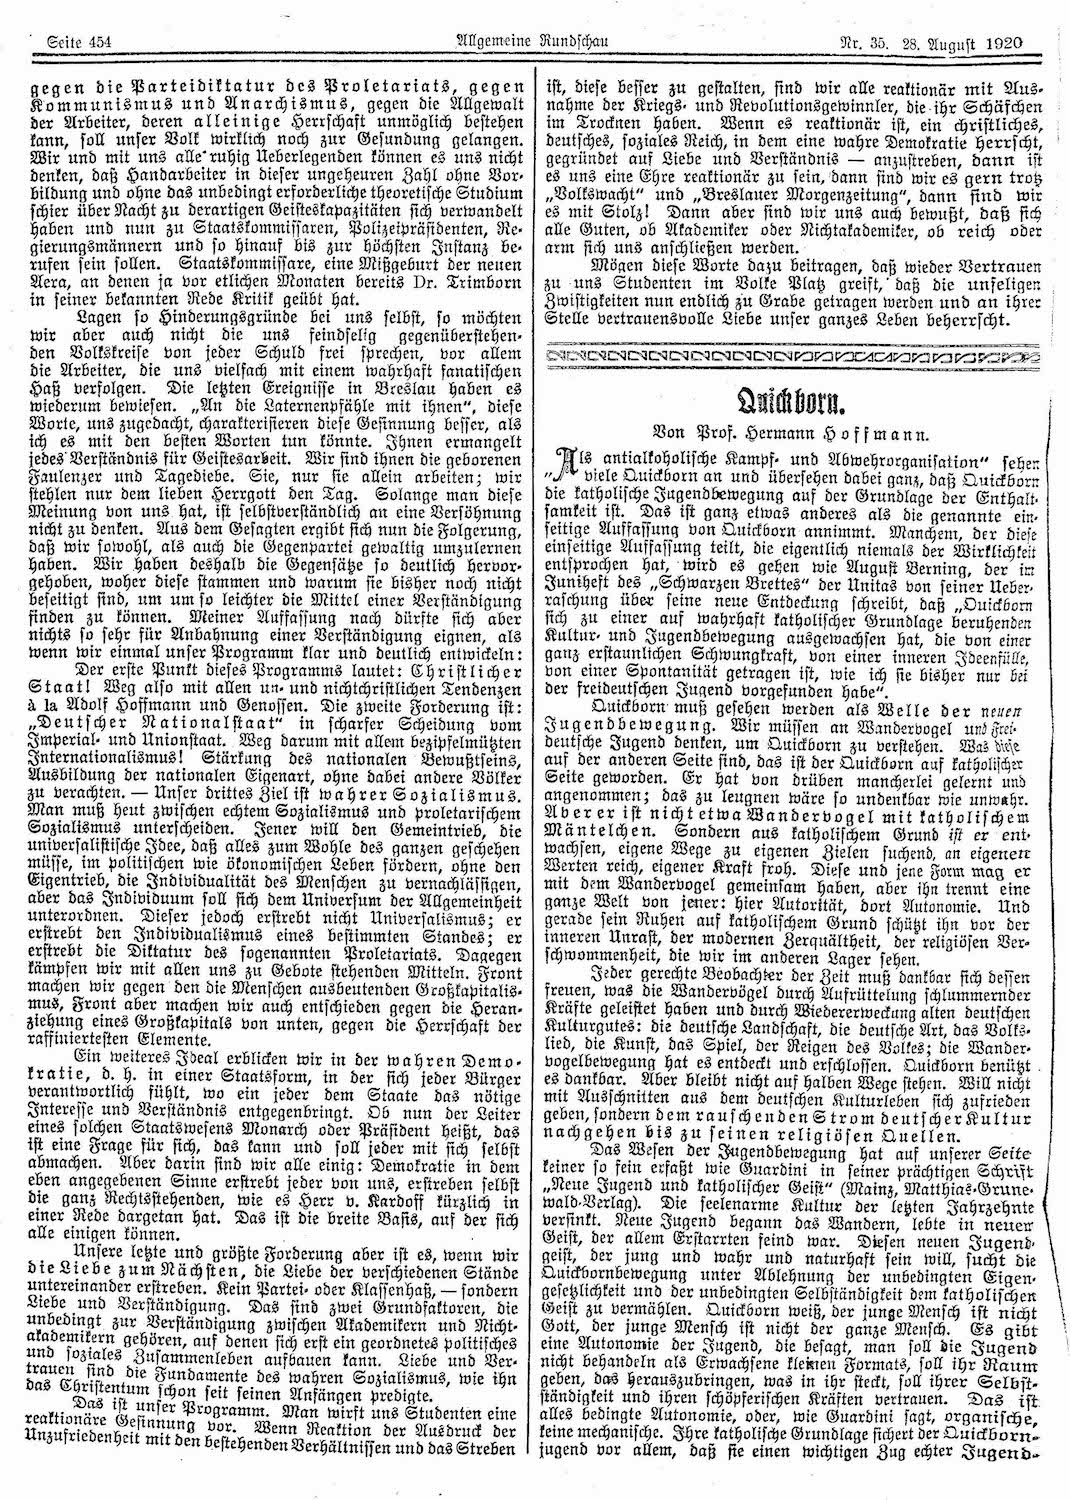 Seite 454
Allgemeine Rundschau
Nr. 35. 28. August 1920
gegen die Parteidiktatur des Proletariats, gegen
Kommunismus und Anarchismus, gegen die Allgewalt
der Arbeiter, deren alleinige Herrschaft unmöglich bestehen
kann, soll unser Volk wirklich noch zur Gesundung gelangen.
Wir und mit uns alle ruhig Ueberlegenden können es uns nicht
denken, daß Handarbeiter in dieser ungeheuren Zahl ohne Vor-
bildung und ohne das unbedingt erforderliche theoretische Studium
schier über Nacht zu derartigen Geisteskapazitäten sich verwandelt
haben und nun zu Staatskommissaren, Polizeipräsidenten, Re-
gierungsmännern und so hinauf bis zur höchsten Instanz be-
rufen sein sollen. Staatskommissare, eine Mißgeburt der neuen
Aera, an denen ja vor etlichen Monaten bereits Dr. Trimborn
in seiner bekannten Rede Kritik geübt hat.
Lagen so Hinderungsgründe bei uns selbst, so möchten
wir aber auch nicht die uns feindselig gegenüberstehen-
den Volkskreise von jeder Schuld frei sprechen, vor allem
die Arbeiter, die uns vielfach mit einem wahrhaft fanatischen
Haß verfolgen. Die letzten Ereignisse in Breslau haben es
wiederum bewiesen. „An die Laternenpfähle mit ihnen“, diese
Worte, uns zugedacht, charakterisieren diese Gesinnung besser, als
ich es mit den besten Worten tun könnte. Ihnen ermangelt
jedes Verständnis für Geistesarbeit. Wir sind ihnen die geborenen
Faulenzer und Tagediebe. Sie, nur sie allein arbeiten; wir
stehlen nur dem lieben Herrgott den Tag. Solange man diese
Meinung von uns hat, ist selbstverständlich an eine Versöhnung
nicht zu denken. Aus dem Gesagten ergibt sich nun die Folgerung,
daß wir sowohl, als auch die Gegenpartei gewaltig umzulernen
haben. Wir haben deshalb die Gegensätze so deutlich hervor-
gehoben, woher diese stammen und warum sie bisher noch nicht
beseitigt sind, um um so leichter die Mittel einer Verständigung
finden zu können. Meiner Auffassung nach dürfte sich aber
nichts so sehr für Anbahnung einer Verständigung eignen, als
wenn wir einmal unser Programm klar und deutlich entwickeln:
Der erste Punkt dieses Programms lautet: Christlicher
Staat! Weg also mit allen un- und nichtchristlichen Tendenzen
à la Adolf Hoffmann und Genossen. Die zweite Forderung ist:
„Deutscher Nationalstaat“ in scharfer Scheidung vom
Imperial- und Unionstaat. Weg darum mit allem bezipfelmützten
Internationalismus! Stärkung des nationalen Bewußtseins,
Ausbildung der nationalen Eigenart, ohne dabei andere Völker
zu verachten. — Unser drittes Ziel ist wahrer Sozialismus.
Man muß heut zwischen echtem Sozialismus und proletarischem
Sozialismus unterscheiden. Jener will den Gemeintrieb, die
universalistische Idee, daß alles zum Wohle des ganzen geschehen
müsse, im politischen wie ökonomischen Leben fördern, ohne den
Eigentrieb, die Individualität des Menschen zu vernachlässigen,
aber das Individuum soll sich dem Universum der Allgemeinheit
unterordnen. Dieser jedoch erstrebt nicht Universalismus; er
erstrebt den Individualismus eines bestimmten Standes; er
erstrebt die Diktatur des sogenannten Proletariats. Dagegen
kämpfen wir mit allen uns zu Gebote stehenden Mitteln. Front
machen wir gegen den die Menschen ausbeutenden Großkapitalis-
mus, Front aber machen wir auch entschieden gegen die Heran-
ziehung eines Großkapitals von unten, gegen die Herrschaft der
raffiniertesten Elemente.
Ein weiteres Ideal erblicken wir in der wahren Demo-
kratie, d. h. in einer Staatsform, in der sich jeder Bürger
verantwortlich fühlt, wo ein jeder dem Staate das nötige
Interesse und Verständnis entgegenbringt. Ob nun der Leiter
eines solchen Staatswesens Monarch oder Präsident heißt, das
ist eine Frage für sich, das kann und soll jeder mit sich selbst
abmachen. Aber darin sind wir alle einig: Demokratie in dem
eben angegebenen Sinne erstrebt jeder von uns, erstreben selbst
die ganz Rechtsstehenden, wie es Herr v. Kardoff kürzlich in
einer Rede dargetan hat. Das ist die breite Basis, auf der sich
alle einigen können.
Unsere letzte und größte Forderung aber ist es, wenn wir
die Liebe zum Nächsten, die Liebe der verschiedenen Stände
untereinander erstreben. Kein Partei- oder Klassenhaß, — sondern
Liebe und Verständigung. Das sind zwei Grundfaktoren, die
unbedingt zur Verständigung zwischen Akademikern und Nicht-
akademikern gehören, auf denen sich erst ein geordnetes politisches
und soziales Zusammenleben aufbauen kann. Liebe und Ver-
trauen sind die Fundamente des wahren Sozialismus, wie ihn
das Christentum schon seit seinen Anfängen predigte.
Das ist unser Programm. Man wirft uns Studenten eine
reaktionäre Gesinnung vor. Wenn Reaktion der Ausdruck der
Unzufriedenheit mit den bestehenden Verhältnissen und das Streben
ist, diese besser zu gestalten, sind wir alle reaktionär mit Aus-
nahme der Kriegs- und Revolutionsgewinnler, die ihr Schäfchen
im Trocknen haben. Wenn es reaktionär ist, ein christliches,
deutsches, soziales Reich, in dem eine wahre Demokratie herrscht,
gegründet auf Liebe und Verständnis — anzustreben, dann ist
es uns eine Ehre reaktionär zu sein, dann sind wir es gern trotz
„Volkswacht“ und „Breslauer Morgenzeitung“, dann sind wir
es mit Stolz! Dann aber sind wir uns auch bewußt, daß sich
alle Guten, ob Akademiker oder Nichtakademiker, ob reich oder
arm sich uns anschließen werden.
Mögen diese Worte dazu beitragen, daß wieder Vertrauen
zu uns Studenten im Volke Platz greift, daß die unseligen
Zwistigkeiten nun endlich zu Grabe getragen werden und an ihrer
Stelle vertrauensvolle Liebe unser ganzes Leben beherrscht.
Quickborn.
Von Prof. Hermann Hoffmann.
„Als antialkoholische Kampf- und Abwehrorganisation“ sehen
viele Quickborn an und übersehen dabei ganz, daß Quickborn
die katholische Jugendbewegung auf der Grundlage der Enthalt-
samkeit ist. Das ist ganz etwas anderes als die genannte ein-
seitige Auffassung von Quickborn annimmt. Manchem, der diese
einseitige Auffassung teilt, die eigentlich niemals der Wirklichkeit
entsprochen hat, wird es gehen wie August Berning, der im
Juniheft des „Schwarzen Brettes“ der Unitas von seiner Ueber-
raschung über seine neue Entdeckung schreibt, daß „Quickborn
sich zu einer auf wahrhaft katholischer Grundlage beruhenden
Kultur- und Jugendbewegung ausgewachsen hat, die von einer
ganz erstaunlichen Schwungkraft, von einer inneren Ideenfülle,
von einer Spontanität getragen ist, wie ich sie bisher nur bei
der freideutschen Jugend vorgefunden habe“.
Quickborn muß gesehen werden als Welle der neuen
Jugendbewegung. Wir müssen an Wandervogel und Frei-
deutsche Jugend denken, um Quickborn zu verstehen. Was diese
auf der anderen Seite sind, das ist der Quickborn auf katholischer
Seite geworden. Er hat von drüben mancherlei gelernt und
angenommen; das zu leugnen wäre so undenkbar wie unwahr.
Aber er ist nicht etwa Wandervogel mit katholischem
Mäntelchen. Sondern aus katholischem Grund ist er ent-
wachsen, eigene Wege zu eigenen Zielen suchend, an eigenen
Werten reich, eigener Kraft froh. Diese und jene Form mag er
mit dem Wandervogel gemeinsam haben, aber ihn trennt eine
ganze Welt von jener: hier Autorität, dort Autonomie. Und
gerade sein Ruhen auf katholischem Grund schützt ihn vor der
inneren Unrast, der modernen Zerquältheit, der religiösen Ver-
schwommenheit, die wir im anderen Lager sehen.
Jeder gerechte Beobachter der Zeit muß dankbar sich dessen
freuen, was die Wandervögel durch Aufrüttelung schlummernder
Kräfte geleistet haben und durch Wiedererweckung alten deutschen
Kulturgutes: die deutsche Landschaft, die deutsche Art, das Volks-
lied, die Kunst, das Spiel, der Reigen des Volkes; die Wander-
vogelbewegung hat es entdeckt und erschlossen. Quickborn benützt
es dankbar. Aber bleibt nicht auf halben Wege stehen. Will nicht
mit Ausschnitten aus dem deutschen Kulturleben sich zufrieden
geben, sondern dem rauschenden Strom deutscher Kultur
nachgehen bis zu seinen religiösen Quellen.
Das Wesen der Jugendbewegung hat auf unserer Seite
keiner so fein erfaßt wie Guardini in seiner prächtigen Schrift
„Neue Jugend und katholischer Geist“ (Mainz, Matthias-Grune-
wald-Verlag). Die seelenarme Kultur der letzten Jahrzehnte
versinkt. Neue Jugend begann das Wandern, lebte in neuer
Geist, der allem Erstarrten feind war. Diesen neuen Jugend-
geist, der jung und wahr und naturhaft sein will, sucht die
Quickbornbewegung unter Ablehnung der unbedingten Eigen-
gesetzlichkeit und der unbedingten Selbständigkeit dem katholischen
Geist zu vermählen. Quickborn weiß, der junge Mensch ist nicht
Gott, der junge Mensch ist nicht der ganze Mensch. Es gibt
eine Autonomie der Jugend, die besagt, man soll die Jugend
nicht behandeln als Erwachsene kleinen Formats, soll ihr Raum
geben, das herauszubringen, was in ihr steckt, soll ihrer Selbst-
ständigkeit und ihren schöpferischen Kräften vertrauen. Das ist
alles bedingte Autonomie, oder, wie Guardini sagt, organische,
keine mechanische. Ihre katholische Grundlage sichert der Quickborn-
jugend vor allem, daß sie einen wichtigen Zug echter Jugend-